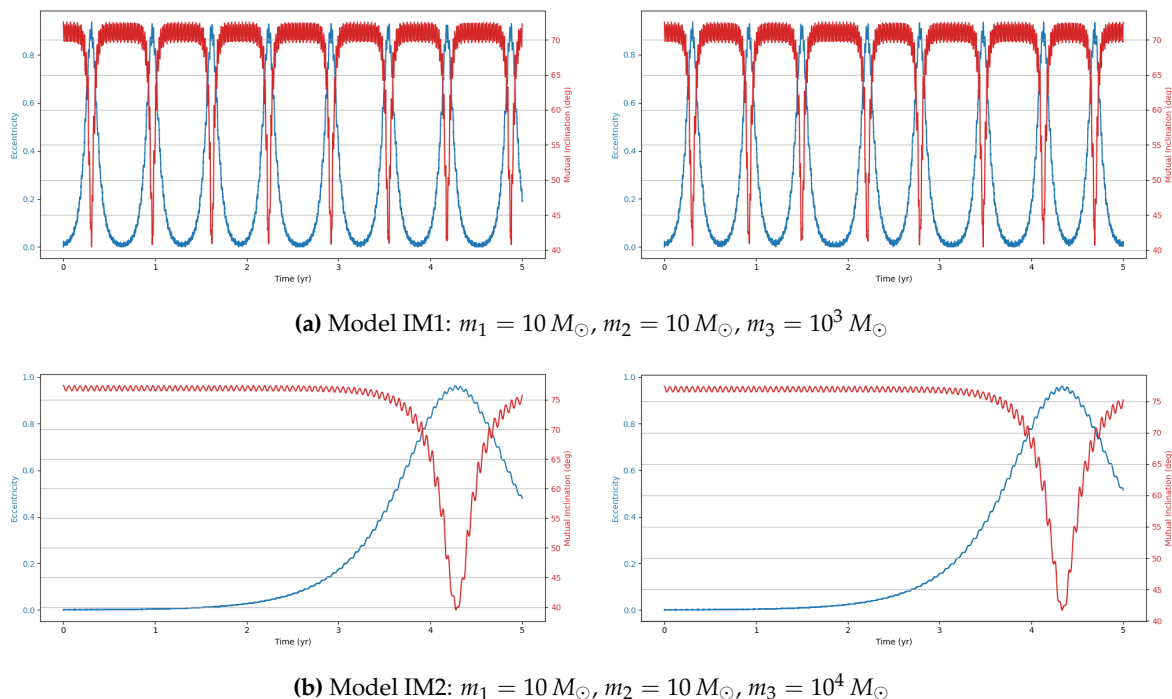 0.8
0.6
0.4
0.2
0.0
Eccentricity
70
65
60
55
50
45
40
Mutual Inclination (deg)
0 1 2 3 4 5
Time (yr)
0.8
0.6
0.4
0.2
0.0
Eccentricity
70
65
60
55
50
45
40
Mutual Inclination (deg)
0 1 2 3 4 5
Time (yr)
(a) Model IM1: m₁ = 10 M⊙, m₂ = 10 M⊙, m₃ = 10³ M⊙
1.0
0.8
0.6
0.4
0.2
0.0
Eccentricity
75
70
65
60
55
50
45
40
Mutual Inclination (deg)
0 1 2 3 4 5
Time (yr)
1.0
0.8
0.6
0.4
0.2
0.0
Eccentricity
75
70
65
60
55
50
45
40
Mutual Inclination (deg)
0 1 2 3 4 5
Time (yr)
(b) Model IM2: m₁ = 10 M⊙, m₂ = 10 M⊙, m₃ = 10⁴ M⊙